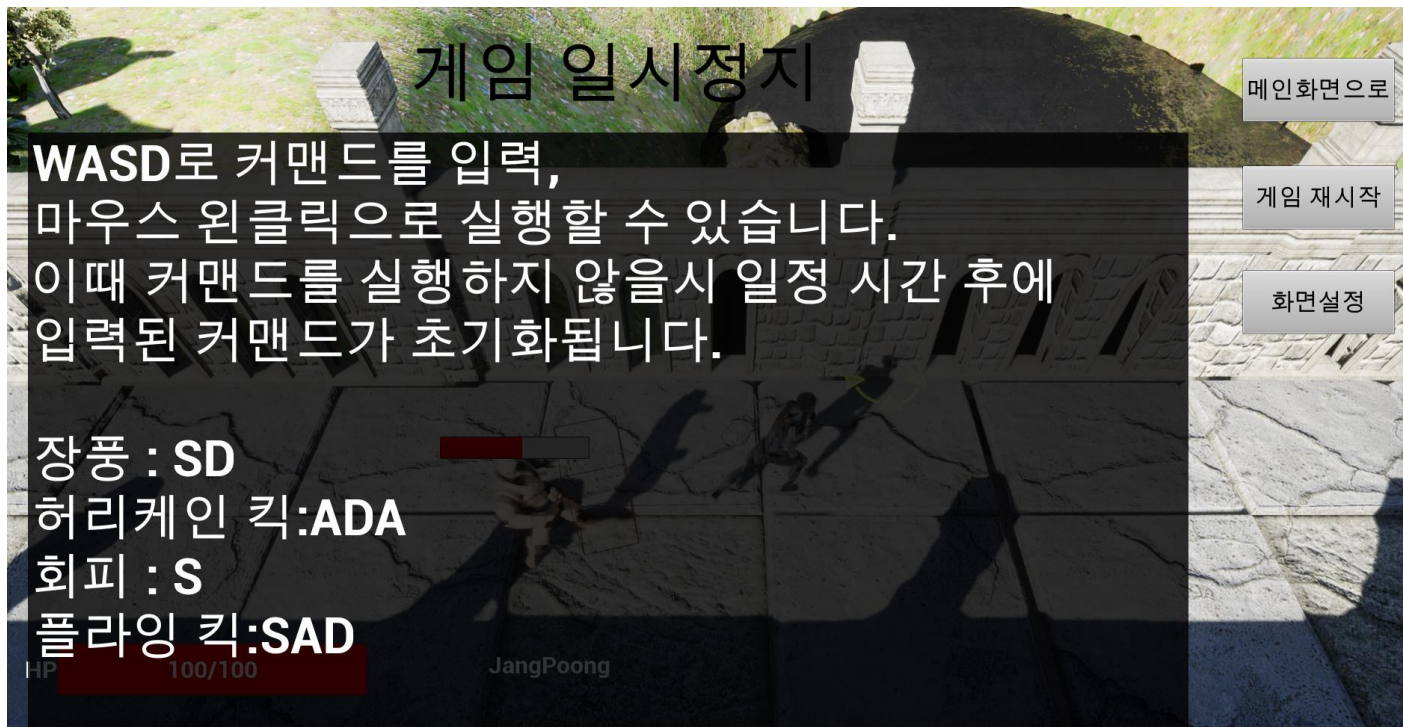 게임 일시정지
메인화면으로
게임 재시작
화면설정
WASD로 커맨드를 입력,
마우스 왼클릭으로 실행할 수 있습니다.
이때 커맨드를 실행하지 않을시 일정 시간 후에
입력된 커맨드가 초기화됩니다.
장풍 : SD
허리케인 킥:ADA
회피 : S
플라잉 킥:SAD
HP 100/100 JangPoong